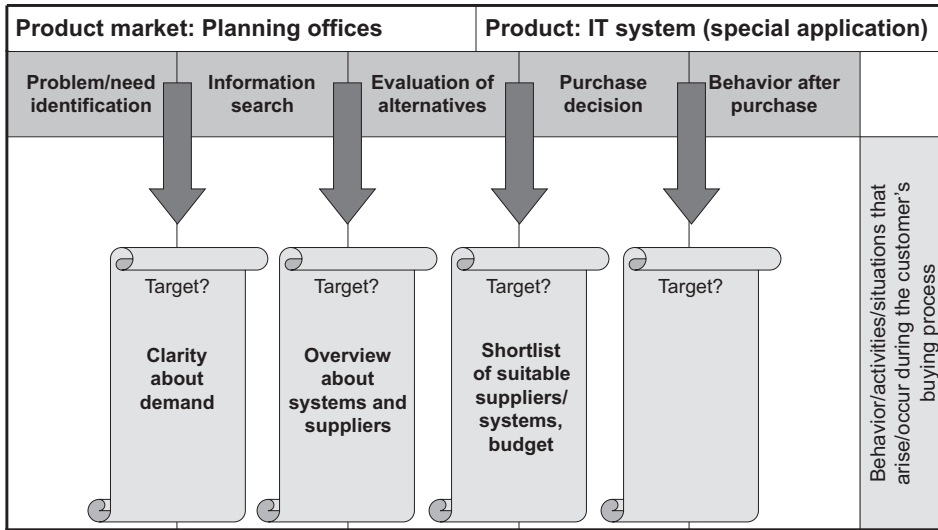 Product market: Planning offices
Product: IT system (special application)
Problem/need
identification
Information
search
Evaluation of
alternatives
Purchase
decision
Behavior after
purchase
Target?
Clarity
about
demand
Target?
Overview
about
systems and
suppliers
Target?
Shortlist
of suitable
suppliers/
systems,
budget
Target?
Behavior/activities/situations that
arise/occur during the customer's
buying process